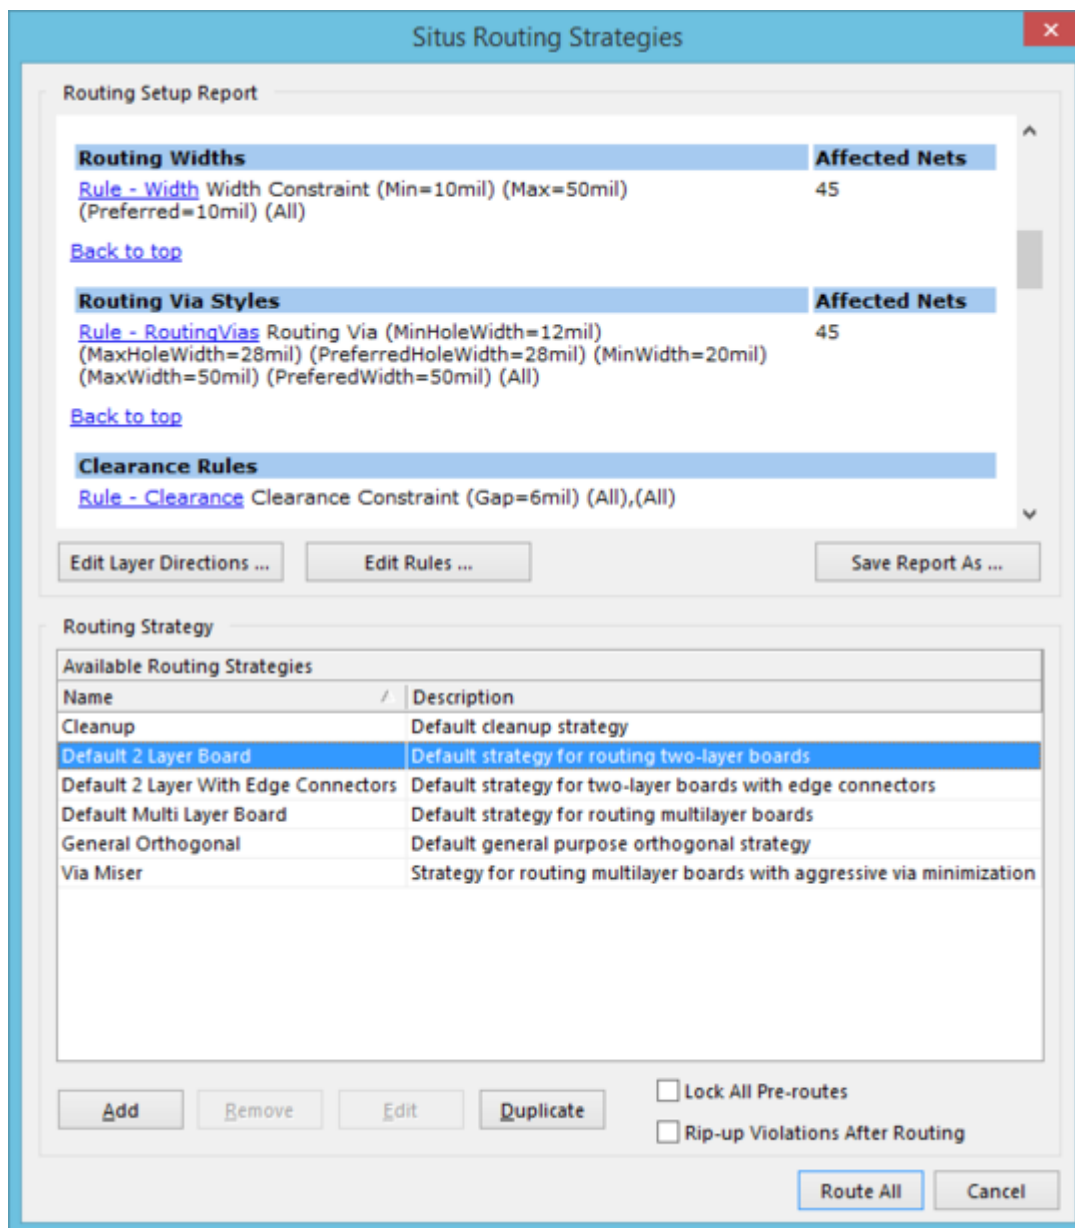 Situs Routing Strategies
Routing Setup Report
Routing Widths Affected Nets
Rule - Width Width Constraint (Min=10mil) (Max=50mil) 45
(Preferred=10mil) (All)
Back to top
Routing Via Styles Affected Nets
Rule - RoutingVias Routing Via (MinHoleWidth=12mil) 45
(MaxHoleWidth=28mil) (PreferredHoleWidth=28mil) (MinWidth=20mil)
(MaxWidth=50mil) (PreferedWidth=50mil) (All)
Back to top
Clearance Rules
Rule - Clearance Clearance Constraint (Gap=6mil) (All),(All)
Edit Layer Directions ... Edit Rules ... Save Report As ...
Routing Strategy
Available Routing Strategies
Name Description
Cleanup Default cleanup strategy
Default 2 Layer Board Default strategy for routing two-layer boards
Default 2 Layer With Edge Connectors Default strategy for two-layer boards with edge connectors
Default Multi Layer Board Default strategy for routing multilayer boards
General Orthogonal Default general purpose orthogonal strategy
Via Miser Strategy for routing multilayer boards with aggressive via minimization
Add Remove Edit Duplicate Lock All Pre-routes
Rip-up Violations After Routing
Route All Cancel